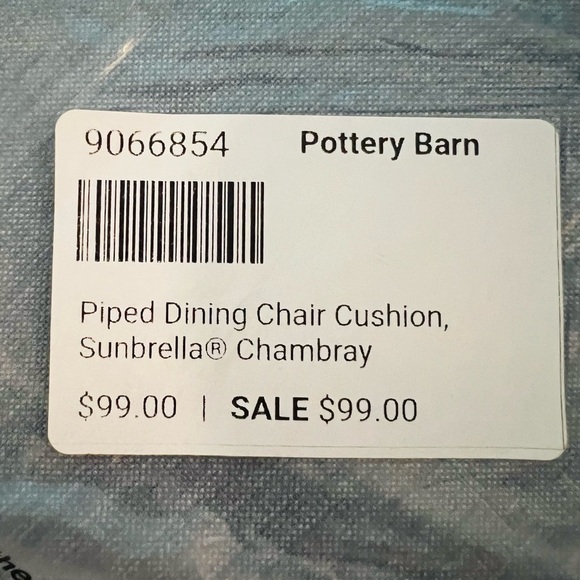 9066854 Pottery Barn
Piped Dining Chair Cushion,
Sunbrella® Chambray
$99.00 | SALE $99.00